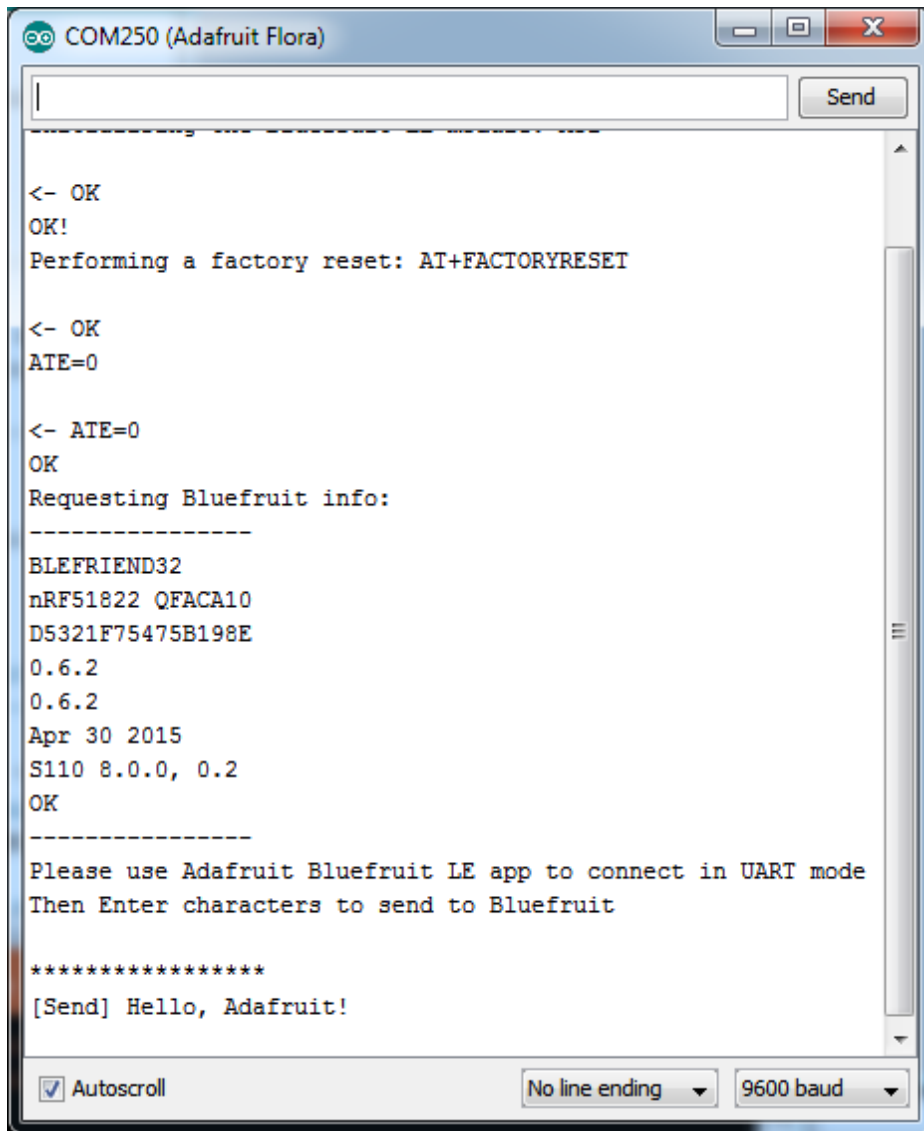 COM250 (Adafruit Flora)
Send
<- OK
OK!
Performing a factory reset: AT+FACTORYRESET
<- OK
ATE=0
<- ATE=0
OK
Requesting Bluefruit info:
----------------
BLEFRIEND32
nRF51822 QFACA10
D5321F75475B198E
0.6.2
0.6.2
Apr 30 2015
S110 8.0.0, 0.2
OK
----------------
Please use Adafruit Bluefruit LE app to connect in UART mode
Then Enter characters to send to Bluefruit
*****************
[Send] Hello, Adafruit!
Autoscroll
No line ending
9600 baud